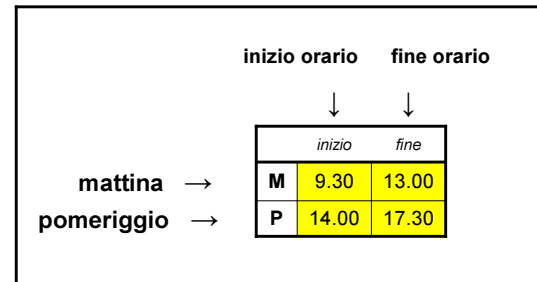 inizio orario fine orario
↓ ↓
inizio fine
mattina → M 9.30 13.00
pomeriggio → P 14.00 17.30